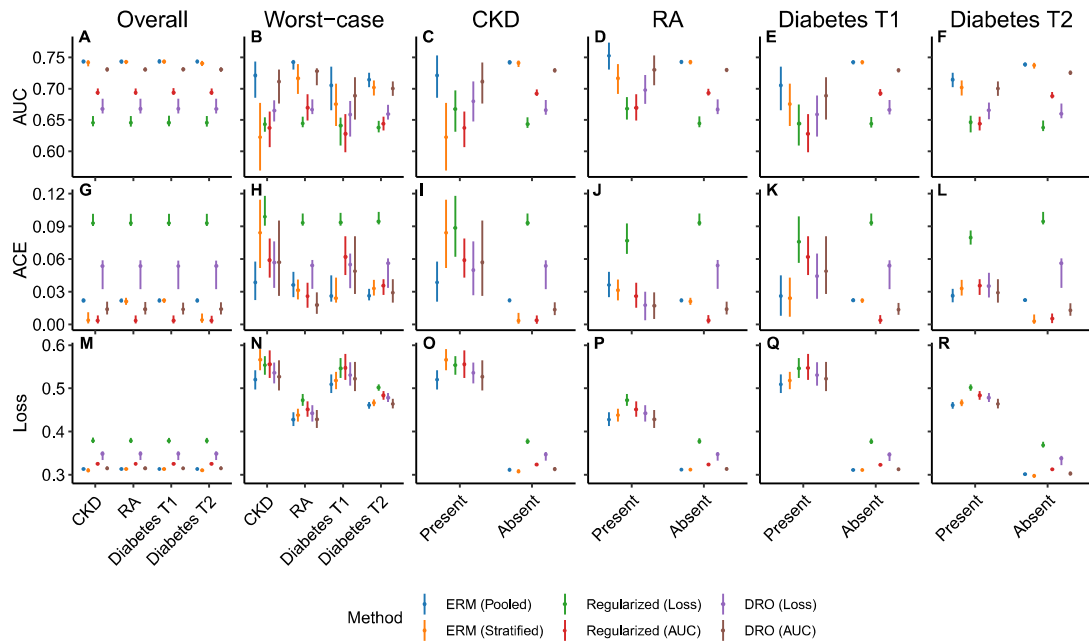 Overall Worst−case CKD RA Diabetes T1 Diabetes T2
A B C D E F
AUC
0.75
0.70
0.65
0.60
G H I J K L
ACE
0.12
0.09
0.06
0.03
0.00
M N O P Q R
Loss
0.6
0.5
0.4
0.3
CKD RA Diabetes T1 Diabetes T2 CKD RA Diabetes T1 Diabetes T2 Present Absent Present Absent Present Absent Present Absent
Method
ERM (Pooled) Regularized (Loss) DRO (Loss)
ERM (Stratified) Regularized (AUC) DRO (AUC)